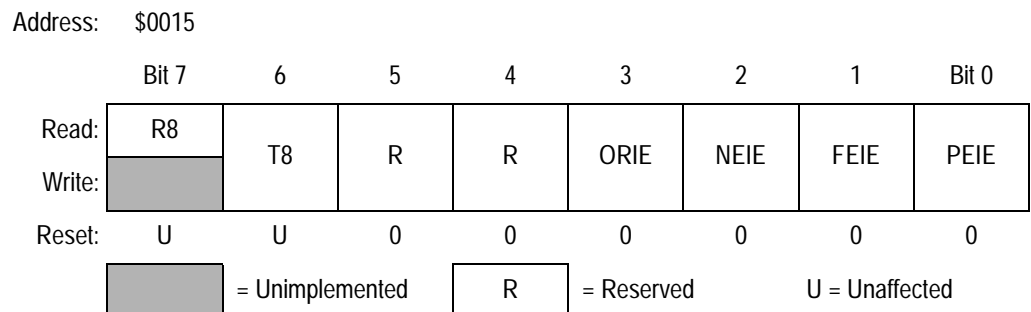 Address: $0015
Bit 7 6 5 4 3 2 1 Bit 0
Read: R8 T8 R R ORIE NEIE FEIE PEIE
Write:
Reset: U U 0 0 0 0 0 0
= Unimplemented R = Reserved U = Unaffected